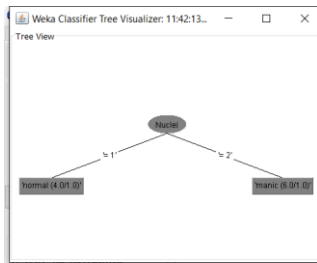 Weka Classifier Tree Visualizer: 11:42:13...
Tree View
Nuclei
'= 1'
'= 2'
'normal (4.0/1.0)'
'manic (6.0/1.0)'